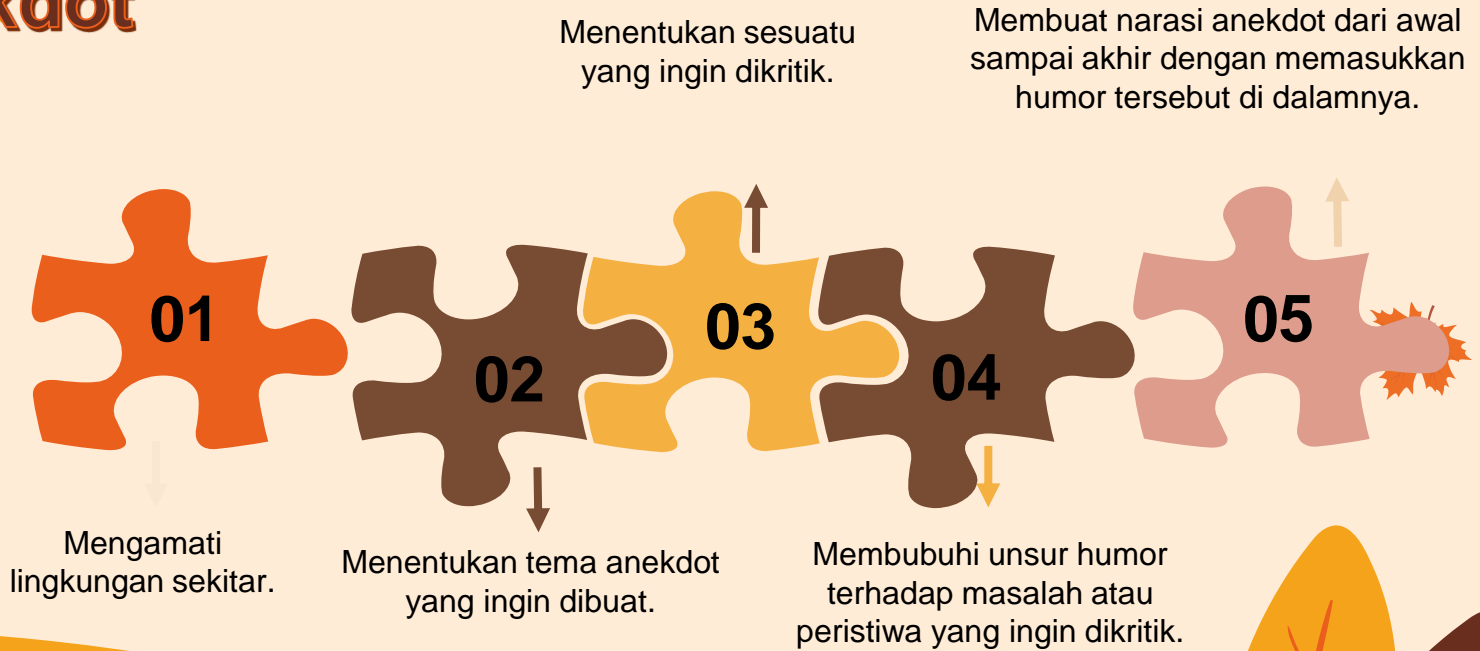 kdot
Menentukan sesuatu
yang ingin dikritik.
Membuat narasi anekdot dari awal
sampai akhir dengan memasukkan
humor tersebut di dalamnya.
01
02
03
04
05
Mengamati
lingkungan sekitar.
Menentukan tema anekdot
yang ingin dibuat.
Membubuhi unsur humor
terhadap masalah atau
peristiwa yang ingin dikritik.